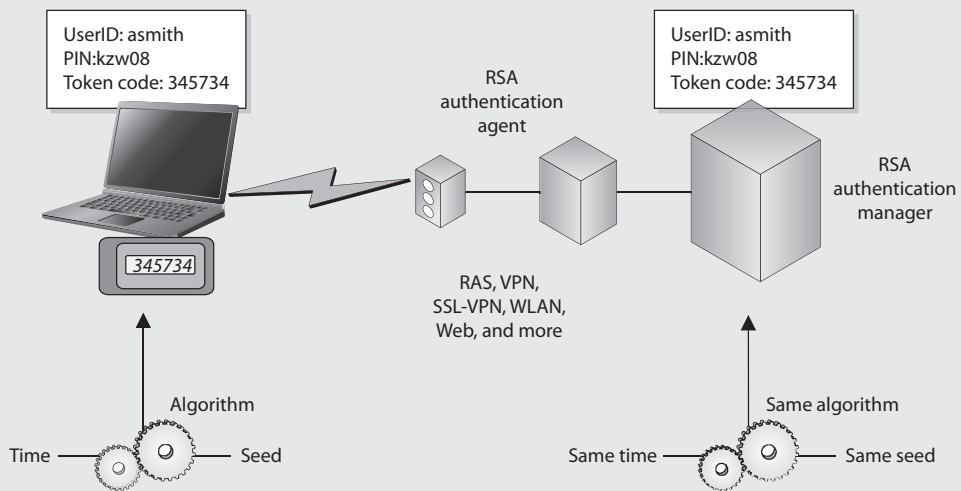 UserID: asmith
PIN:kzw08
Token code: 345734
UserID: asmith
PIN:kzw08
Token code: 345734
RSA
authentication
agent
RSA
authentication
manager
345734
RAS, VPN,
SSL-VPN, WLAN,
Web, and more
Algorithm
Time
Seed
Same algorithm
Same time
Same seed